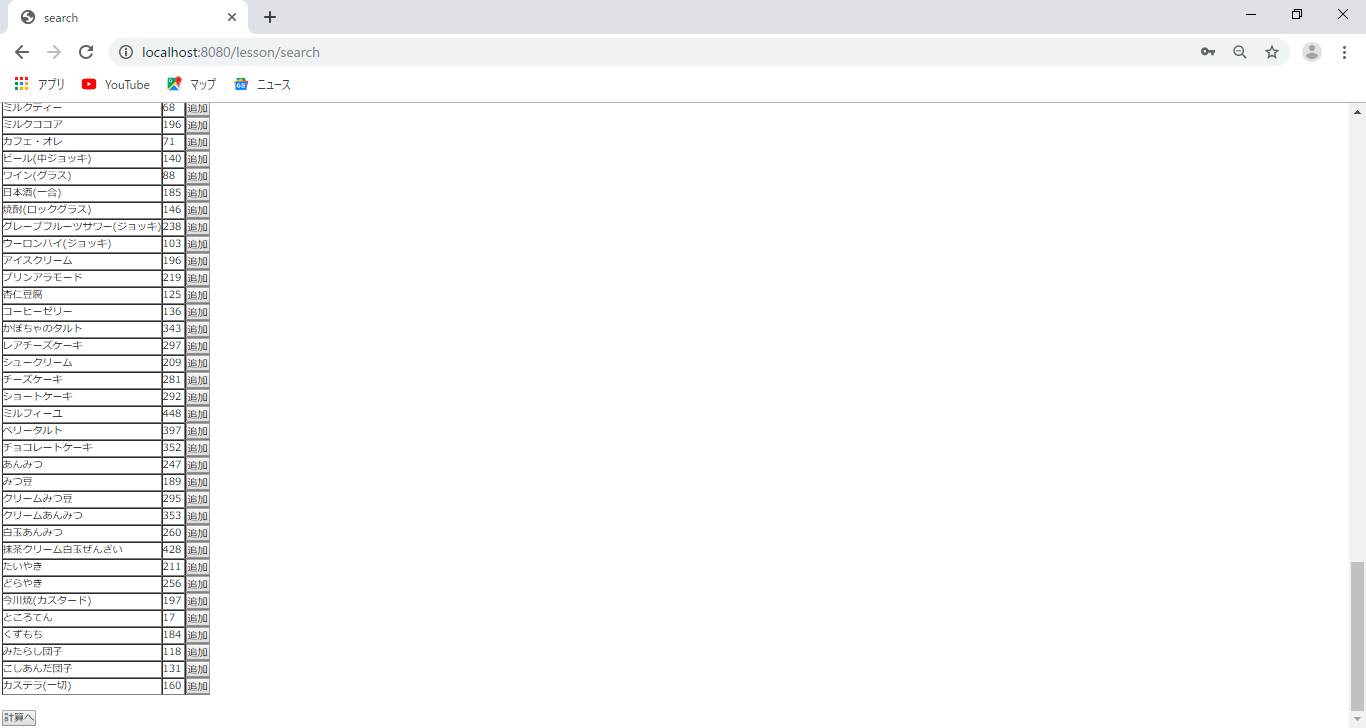 search
localhost:8080/lesson/search
アプリ YouTube マップ ニュース
ミルクティー 68 追加
ミルクココア 196 追加
カフェ・オレ 71 追加
ビール(中ジョッキ) 140 追加
ワイン(グラス) 88 追加
日本酒(一合) 185 追加
焼酎(ロックグラス) 146 追加
グレープフルーツサワー(ジョッキ) 238 追加
ウーロンハイ(ジョッキ) 103 追加
アイスクリーム 196 追加
プリンアラモード 219 追加
杏仁豆腐 125 追加
コーヒーゼリー 136 追加
かぼちゃのタルト 343 追加
レアチーズケーキ 297 追加
シュークリーム 209 追加
チーズケーキ 281 追加
ショートケーキ 292 追加
ミルフィーユ 448 追加
ベリータルト 397 追加
チョコレートケーキ 352 追加
あんみつ 247 追加
みつ豆 189 追加
クリームみつ豆 295 追加
クリームあんみつ 353 追加
白玉あんみつ 260 追加
抹茶クリーム白玉ぜんざい 428 追加
たいやき 211 追加
どらやき 256 追加
今川焼(カスタード) 197 追加
ところてん 17 追加
くずもち 184 追加
みたらし団子 118 追加
こしあんだ団子 131 追加
カステラ(一切) 160 追加
計算へ